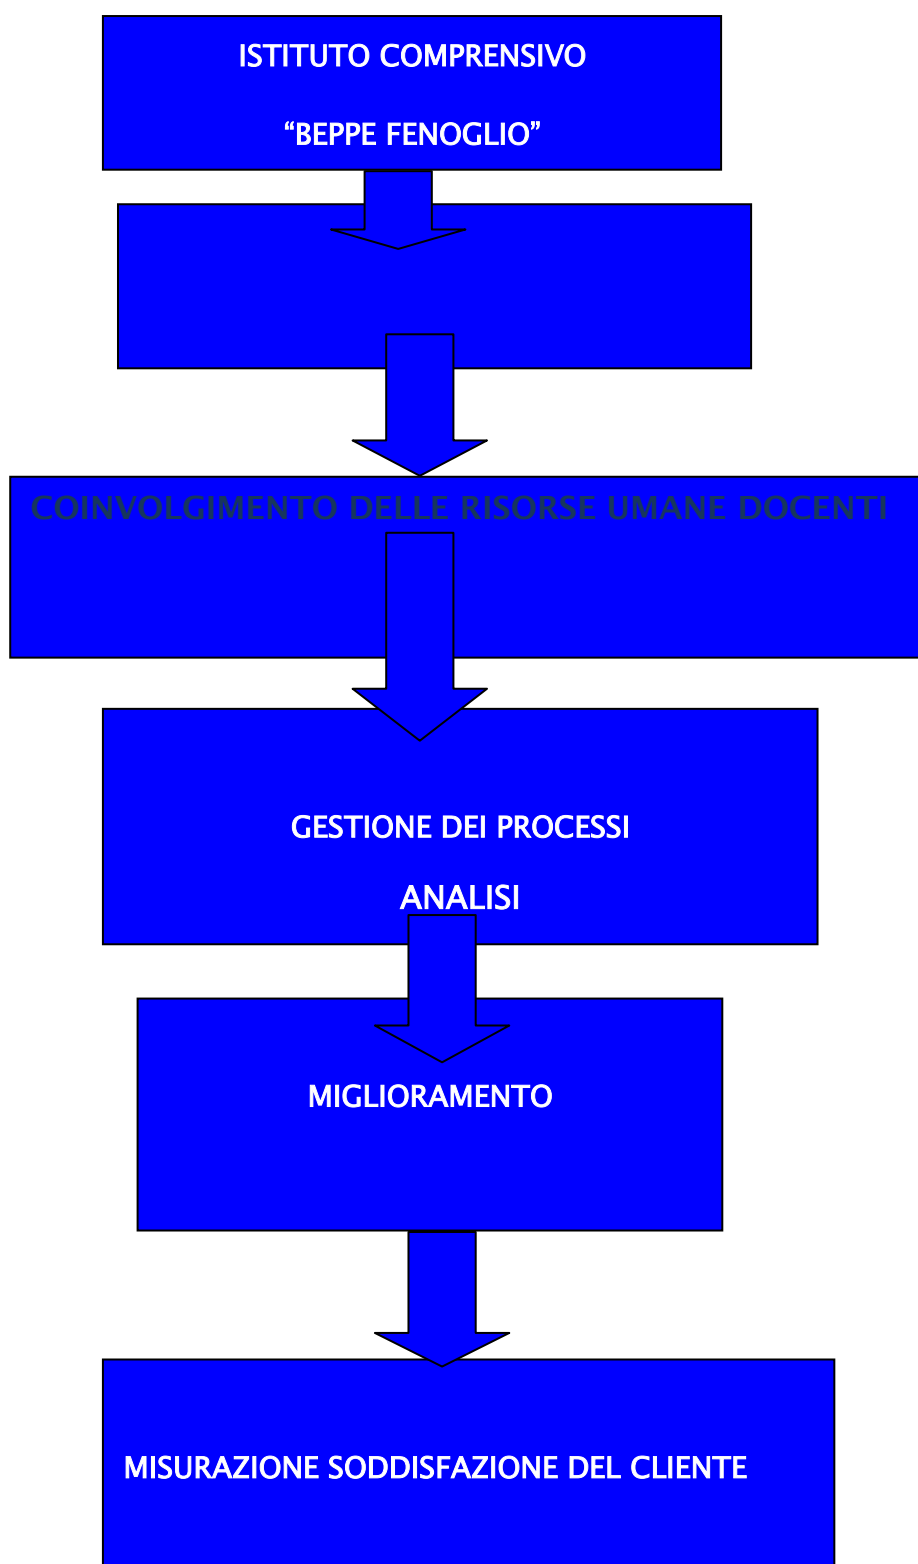 ISTITUTO COMPRENSIVO
“BEPPE FENOGLIO”
COINVOLGIMENTO DELLE RISORSE UMANE DOCENTI
GESTIONE DEI PROCESSI
ANALISI
MIGLIORAMENTO
MISURAZIONE SODDISFAZIONE DEL CLIENTE